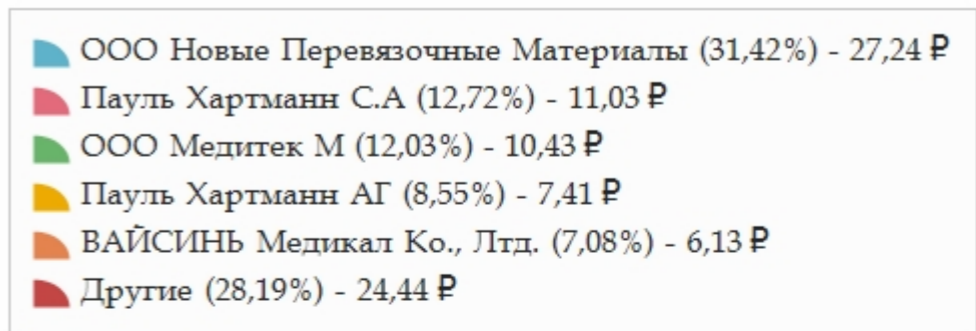 ООО Новые Перевязочные Материалы (31,42%) - 27,24 ₽
Пауль Хартманн С.А (12,72%) - 11,03 ₽
ООО Медитек М (12,03%) - 10,43 ₽
Пауль Хартманн АГ (8,55%) - 7,41 ₽
ВАЙСИНЬ Медикал Ко., Лтд. (7,08%) - 6,13 ₽
Другие (28,19%) - 24,44 ₽